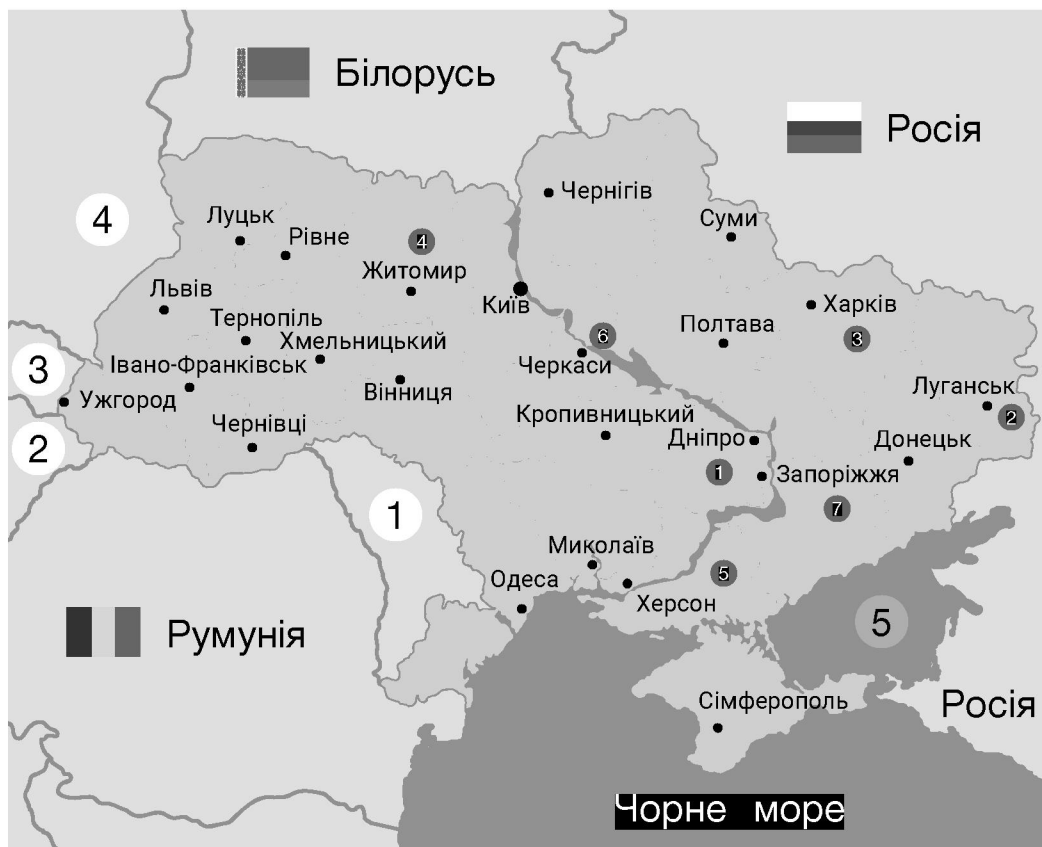 Білорусь
Росія
Чернігів
4
Луцьк
Суми
Рівне
4
Житомир
Львів
Київ
Харків
Тернопіль
6
Полтава
3
Хмельницький
Черкаси
3
Івано-Франківськ
Вінниця
Луганськ
Ужгород
2
Кропивницький
Чернівці
Дніпро
2
Донецьк
1
Запоріжжя
1
7
Миколаїв
5
Одеса
Херсон
Румунія
5
Сімферополь
Росія
Чорне море